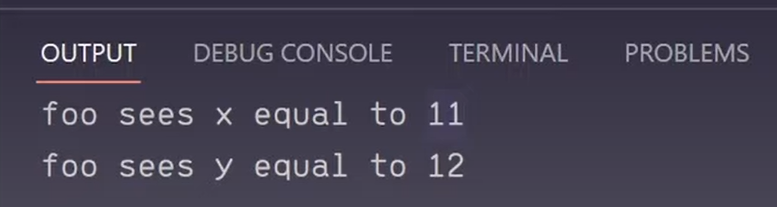 OUTPUT DEBUG CONSOLE TERMINAL PROBLEMS
foo sees x equal to 11
foo sees y equal to 12